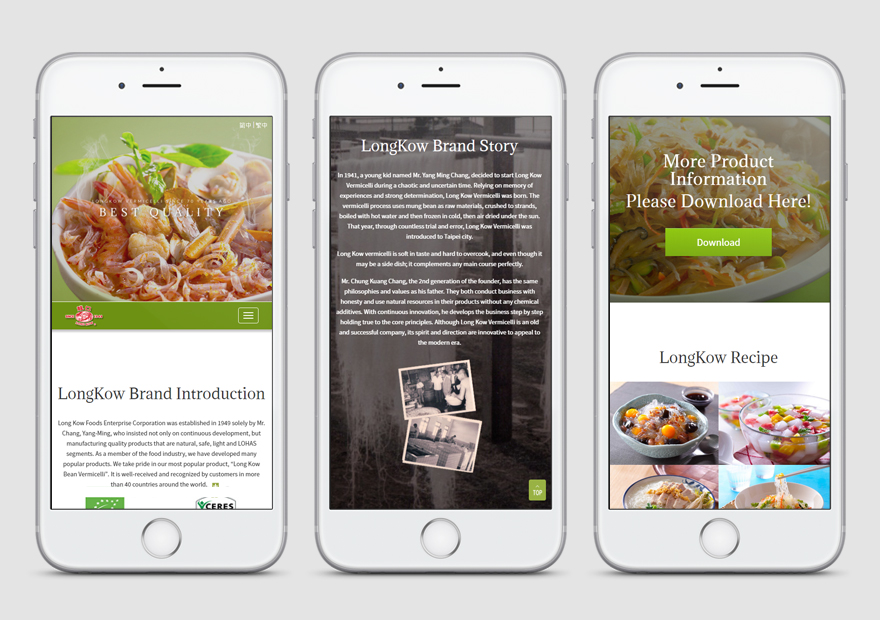 简中 | 繁中
BEST QUALITY
LongKow Brand Introduction
Long Kow Foods Enterprise Corporation was established in 1949 solely by Mr.
Chang, Yang-Ming, who insisted not only on continuous development, but
manufacturing quality products that are natural, safe, light and LOHAS
segments. As a member of the food industry, we have developed many
popular products. We take pride in our most popular product, “Long Kow
Bean Vermicelli”. It is well-received and recognized by customers in more
than 40 countries around the world.
CERES
LongKow Brand Story
In 1941, a young kid named Mr. Yang Ming Chang, decided to start Long Kow
Vermicelli during a chaotic and uncertain time. Relying on memory of
experiences and strong determination, Long Kow Vermicelli was born. The
vermicelli process uses mung bean as raw materials, crushed to strands,
boiled with hot water and then frozen in cold, then air dried under the sun.
That year, through countless trial and error, Long Kow Vermicelli was
introduced to Taipei city.
Long Kow vermicelli is soft in taste and hard to overcook, and even though it
may be a side dish; it complements any main course perfectly.
Mr. Chung Kuang Chang, the 2nd generation of the founder, has the same
philosophies and values as his father. They both conduct business with
honesty and use natural resources in their products without any chemical
additives. With continuous innovation, he develops the business step by step
holding true to the core principles. Although Long Kow Vermicelli is an old
and successful company, its spirit and direction are innovative to appeal to
the modern era.
TOP
More Product
Information
Please Download Here!
Download
LongKow Recipe